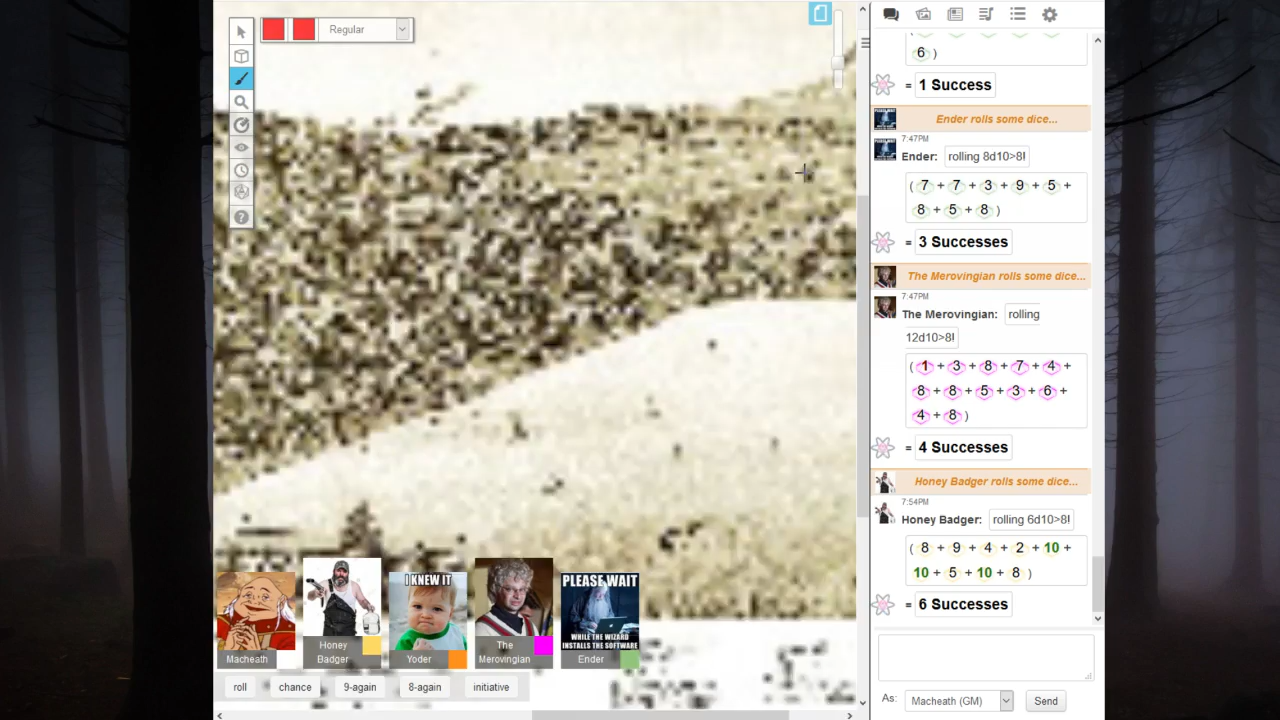 Regular
6 )
= 1 Success
Ender rolls some dice...
7:47PM
Ender: rolling 8d10>8!
( 7 + 7 + 3 + 9 + 5 +
8 + 5 + 8 )
= 3 Successes
The Merovingian rolls some dice...
7:47PM
The Merovingian: rolling
12d10>8!
( 1 + 3 + 8 + 7 + 4 +
8 + 8 + 5 + 3 + 6 +
4 + 8 )
= 4 Successes
Honey Badger rolls some dice...
7:54PM
Honey Badger: rolling 6d10>8!
( 8 + 9 + 4 + 2 + 10 +
10 + 5 + 10 + 8 )
= 6 Successes
As: Macheath (GM) Send
I KNEW IT
PLEASE WAIT
WHILE THE WIZARD
INSTALLS THE SOFTWARE
Macheath
Honey
Badger
Yoder
The
Merovingian
Ender
roll chance 9-again 8-again initiative